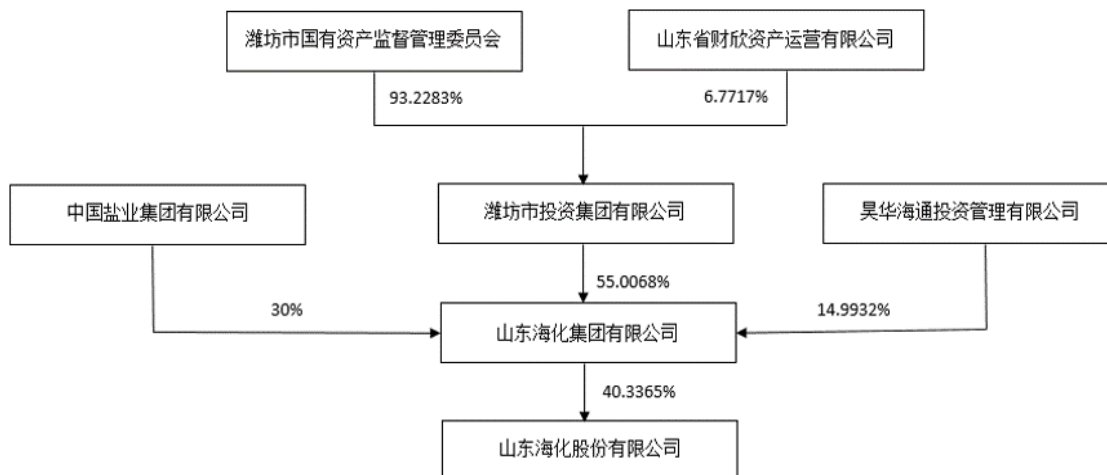 潍坊市国有资产监督管理委员会
山东省财欣资产运营有限公司
93.2283%
6.7717%
中国盐业集团有限公司
潍坊市投资集团有限公司
昊华海通投资管理有限公司
55.0068%
30%
14.9932%
山东海化集团有限公司
40.3365%
山东海化股份有限公司